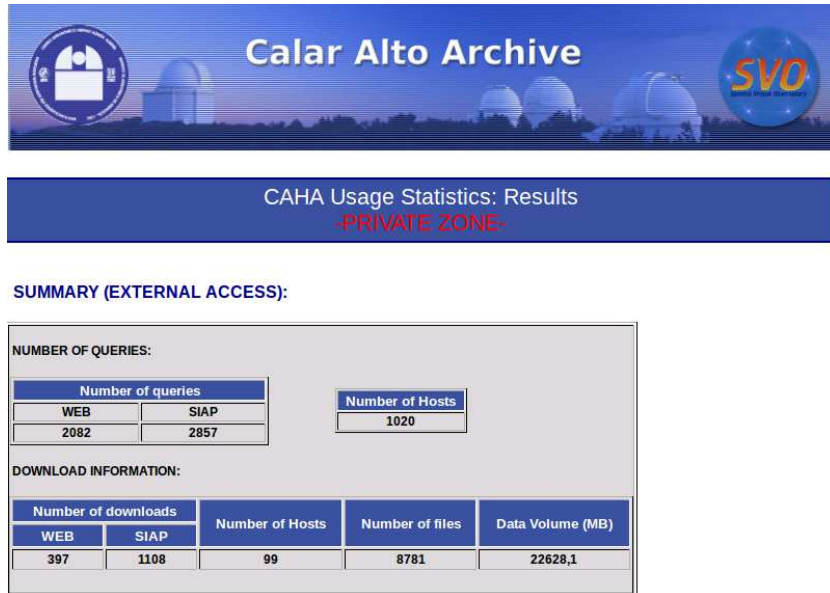 Calar Alto Archive
SVO
CAHA Usage Statistics: Results
-PRIVATE ZONE-
SUMMARY (EXTERNAL ACCESS):
NUMBER OF QUERIES:
Number of queries
WEB SIAP
2082 2857
Number of Hosts
1020
DOWNLOAD INFORMATION:
Number of downloads Number of Hosts Number of files Data Volume (MB)
WEB SIAP
397 1108 99 8781 22628,1